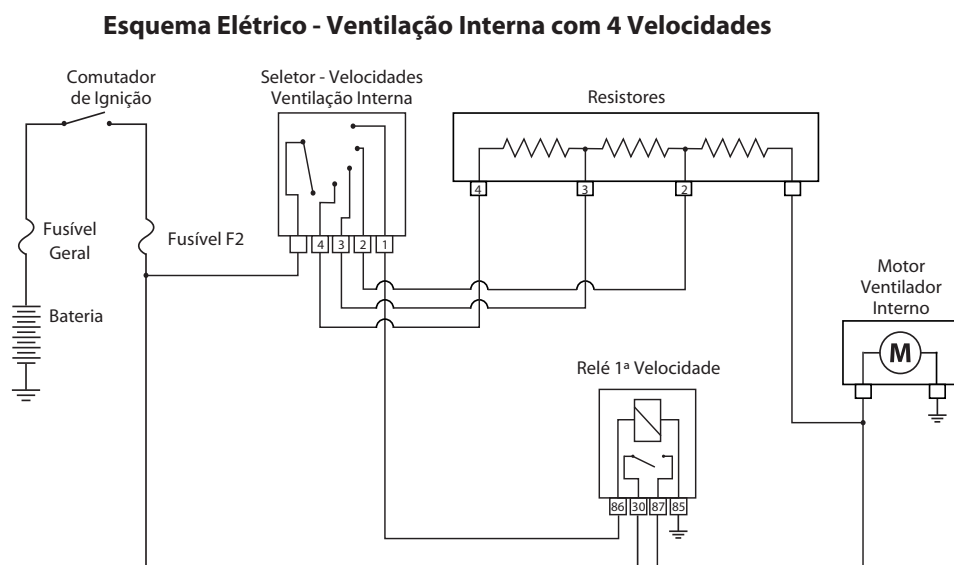 Esquema Elétrico - Ventilação Interna com 4 Velocidades
Comutador
de Ignição
Seletor - Velocidades
Ventilação Interna
Resistores
4
3
2
Fusível
Geral
Fusível F2
4 3 2 1
Bateria
Motor
Ventilador
Interno
M
Relé 1ª Velocidade
86 30 87 85